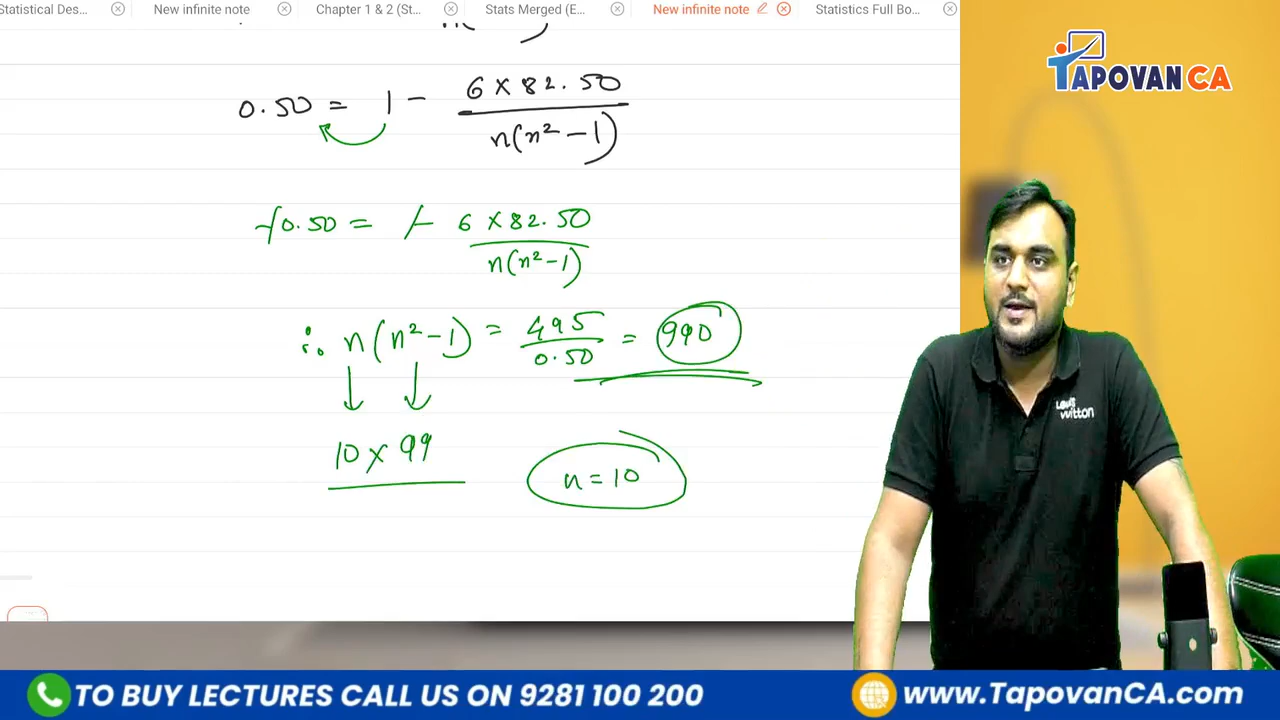 Statistical Des... New infinite note Chapter 1 & 2 (St... Stats Merged (E... New infinite note Statistics Full Bo...
TAPOVAN CA
0.50 = 1 - 6 × 82.50 / n(n² - 1)
-0.50 = - 6 × 82.50 / n(n² - 1)
∴ n(n² - 1) = 495 / 0.50 = 990
10 × 99
n = 10
Louis
Vuitton
TO BUY LECTURES CALL US ON 9281 100 200
www.TapovanCA.com